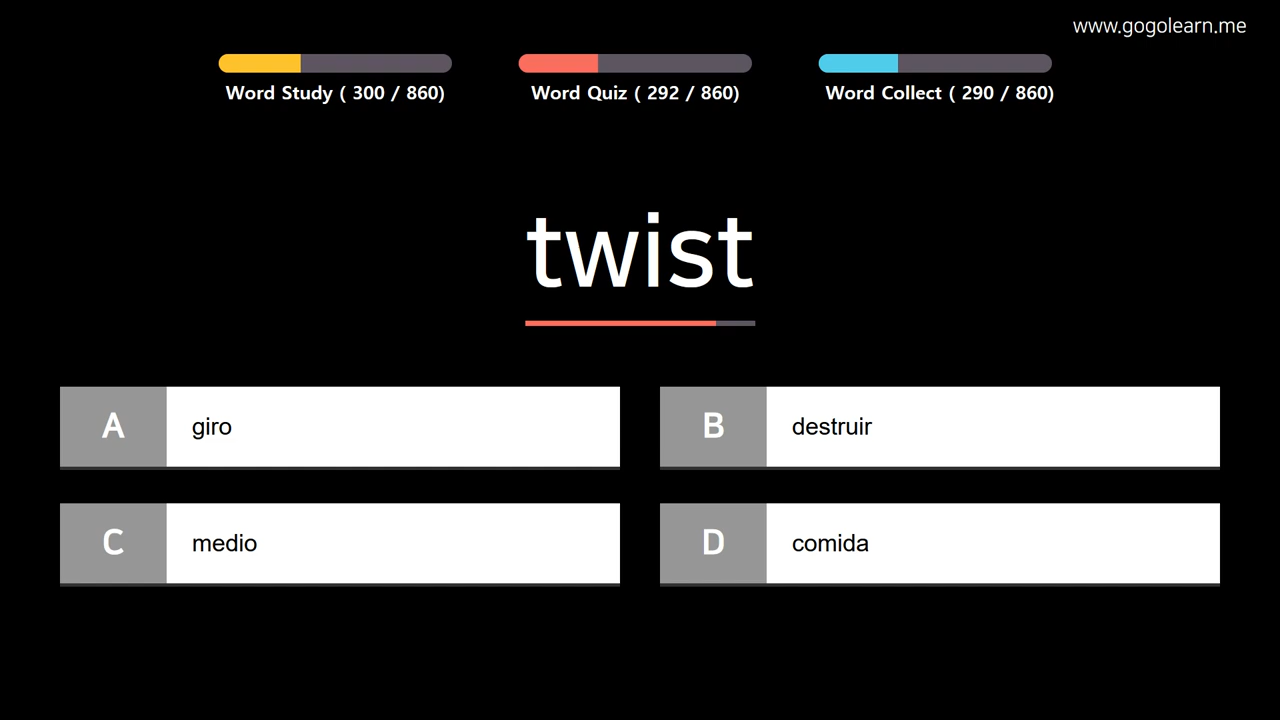 www.gogolearn.me
Word Study ( 300 / 860)
Word Quiz ( 292 / 860)
Word Collect ( 290 / 860)
twist
A giro
B destruir
C medio
D comida